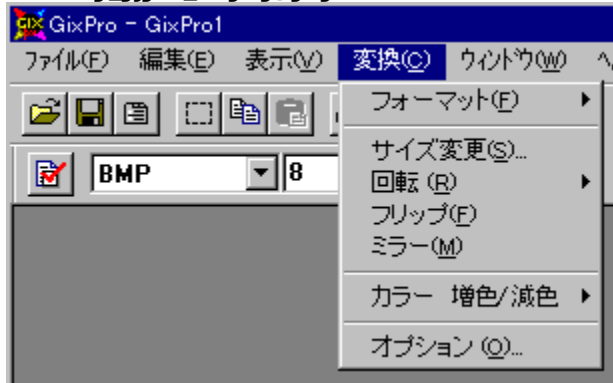 GixPro - GixPro1
ファイル(F) 編集(E) 表示(V) 変換(C) ウィンドウ(W)
フォーマット(F)
サイズ変更(S)...
BMP 8
回転 (R)
フリップ(F)
ミラー(M)
カラー 増色/減色
オプション (O)...